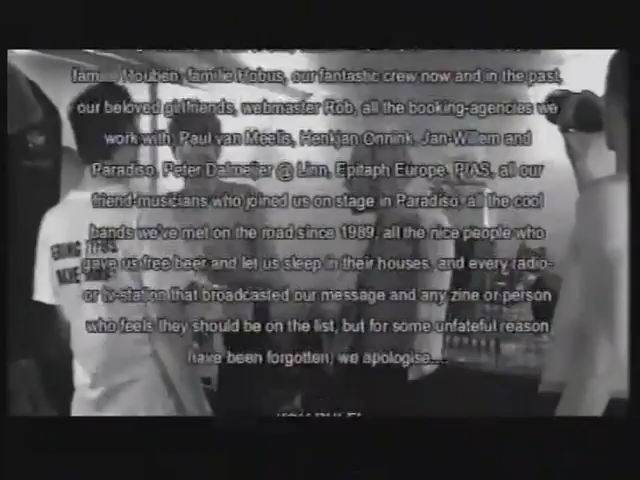 familie Houben, familie Hobus, our fantastic crew now and in the past,
our beloved girlfriends, webmaster Rob, all the booking-agencies we
work with, Paul van Meelis, Henkjan Onnink, Jan-Willem and
Paradiso, Peter Dalmeijer @ Linn, Epitaph Europe, PIAS, all our
friend-musicians who joined us on stage in Paradiso, all the cool
bands we've met on the road since 1989, all the nice people who
gave us free beer and let us sleep in their houses, and every radio-
or tv-station that broadcasted our message and any zine or person
who feels they should be on the list, but for some unfateful reason
have been forgotten, we apologise....